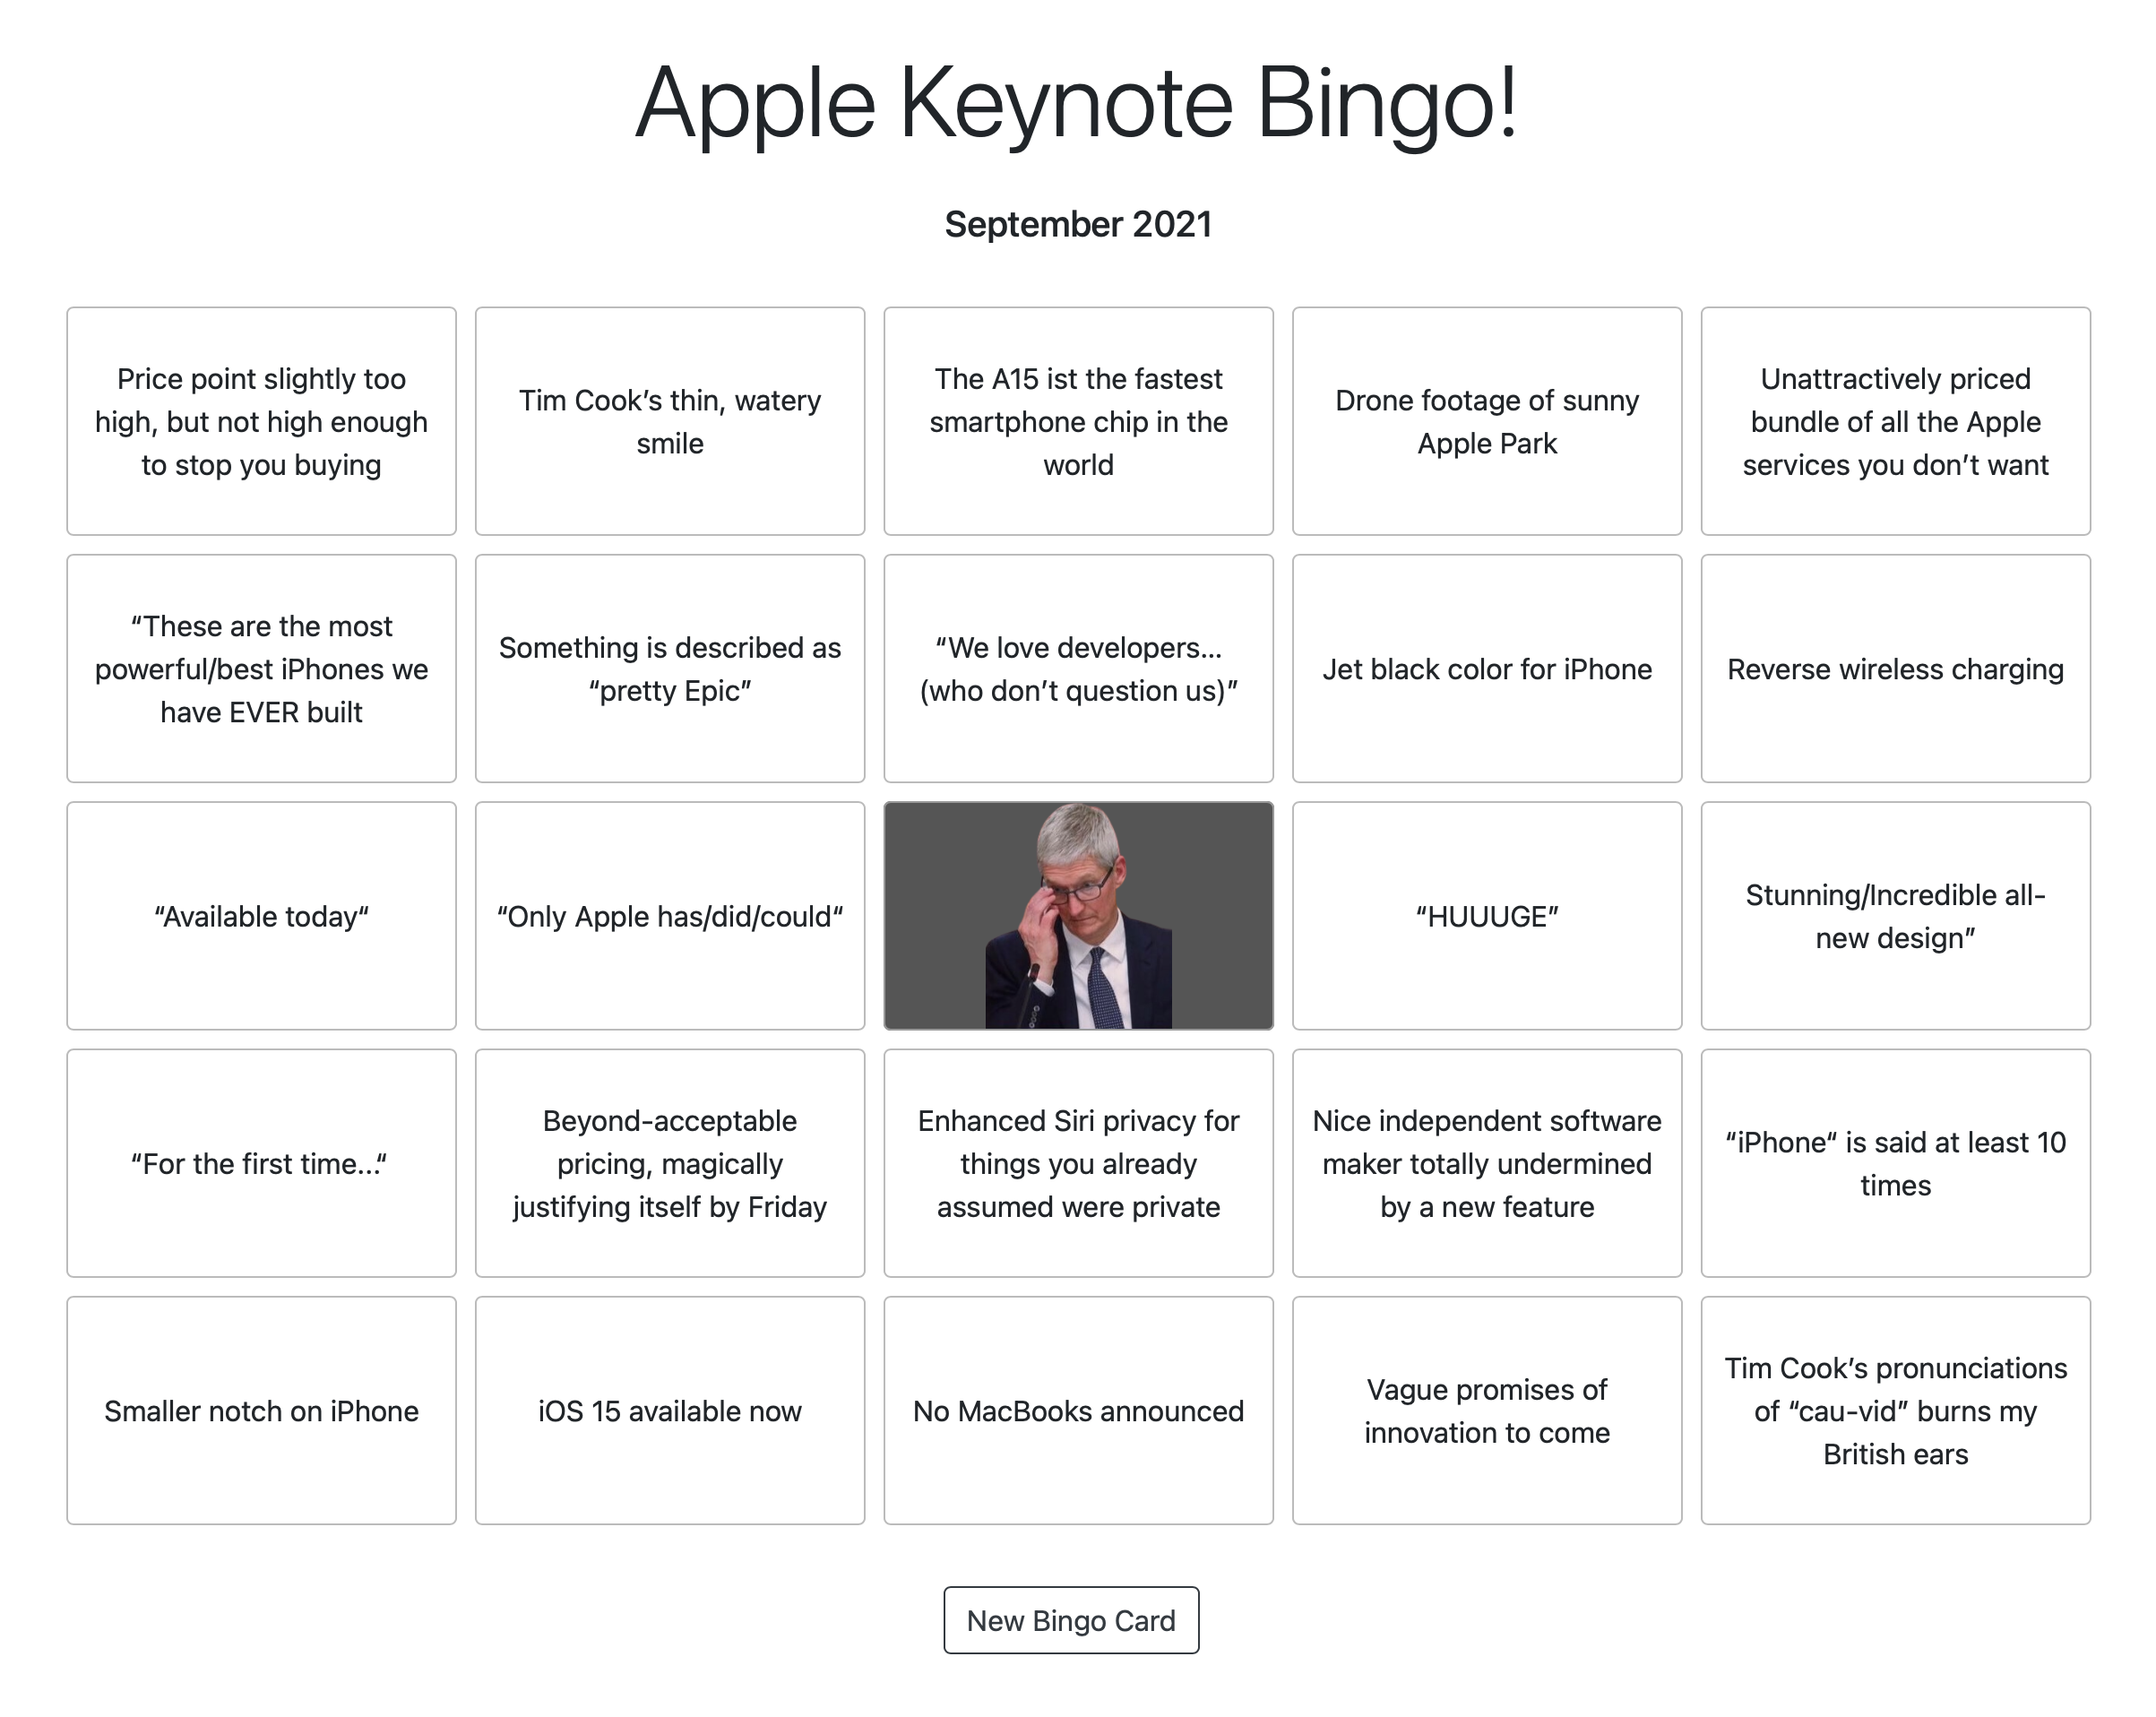 Apple Keynote Bingo!
September 2021
Price point slightly too
high, but not high enough
to stop you buying
Tim Cook’s thin, watery
smile
The A15 ist the fastest
smartphone chip in the
world
Drone footage of sunny
Apple Park
Unattractively priced
bundle of all the Apple
services you don’t want
“These are the most
powerful/best iPhones we
have EVER built
Something is described as
“pretty Epic”
“We love developers...
(who don’t question us)”
Jet black color for iPhone
Reverse wireless charging
“Available today“
“Only Apple has/did/could“
“HUUUGE”
Stunning/Incredible all-
new design”
“For the first time...“
Beyond-acceptable
pricing, magically
justifying itself by Friday
Enhanced Siri privacy for
things you already
assumed were private
Nice independent software
maker totally undermined
by a new feature
“iPhone“ is said at least 10
times
Smaller notch on iPhone
iOS 15 available now
No MacBooks announced
Vague promises of
innovation to come
Tim Cook’s pronunciations
of “cau-vid” burns my
British ears
New Bingo Card